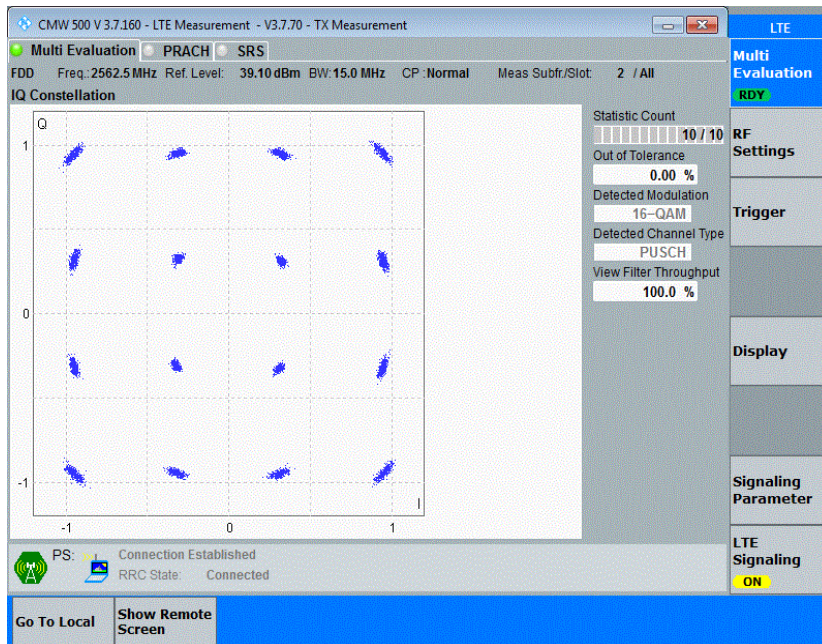 CMW 500 V 3.7.160 - LTE Measurement - V3.7.70 - TX Measurement
LTE
Multi Evaluation PRACH SRS
FDD Freq.: 2562.5 MHz Ref. Level: 39.10 dBm BW: 15.0 MHz CP : Normal Meas Subfr./Slot: 2 / All
IQ Constellation
Q
1
0
-1
-1 0 1
I
Statistic Count
10 / 10
Out of Tolerance
0.00 %
Detected Modulation
16-QAM
Detected Channel Type
PUSCH
View Filter Throughput
100.0 %
Multi
Evaluation
RDY
RF
Settings
Trigger
Display
Signaling
Parameter
LTE
Signaling
ON
PS: Connection Established
RRC State: Connected
Go To Local
Show Remote
Screen